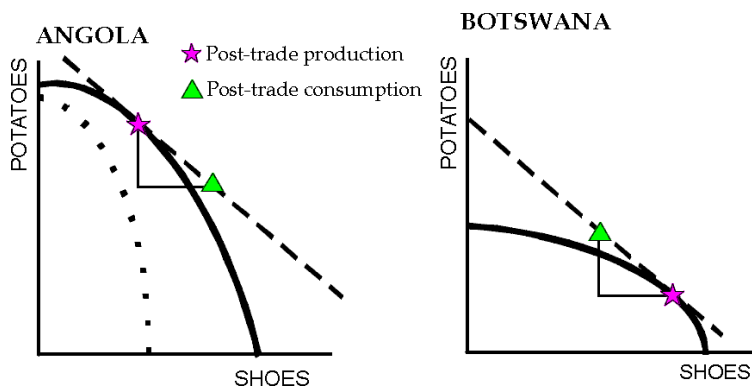 ANGOLA
BOTSWANA
Post-trade production
Post-trade consumption
POTATOES
SHOES
POTATOES
SHOES